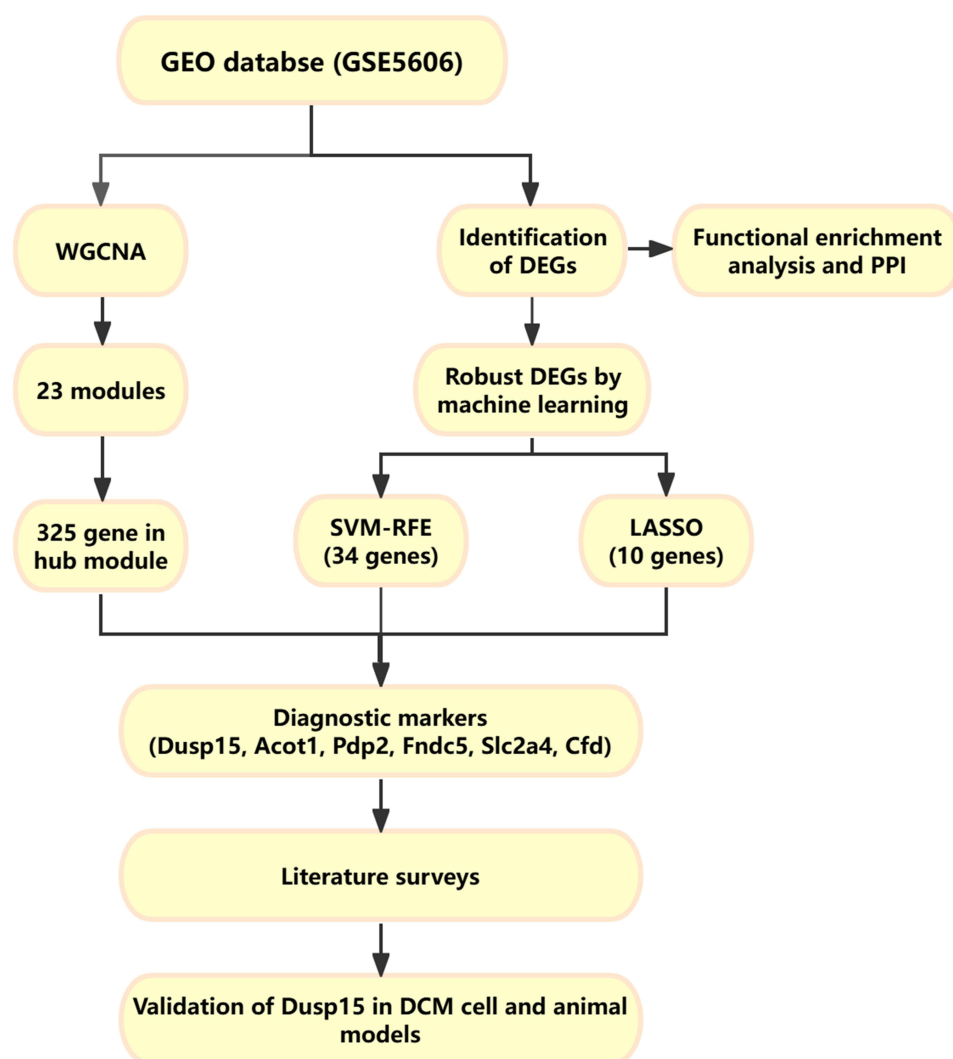 GEO databse (GSE5606)
WGCNA
Identification
of DEGs
Functional enrichment
analysis and PPI
23 modules
Robust DEGs by
machine learning
325 gene in
hub module
SVM-RFE
(34 genes)
LASSO
(10 genes)
Diagnostic markers
(Dusp15, Acot1, Pdp2, Fndc5, Slc2a4, Cfd)
Literature surveys
Validation of Dusp15 in DCM cell and animal
models